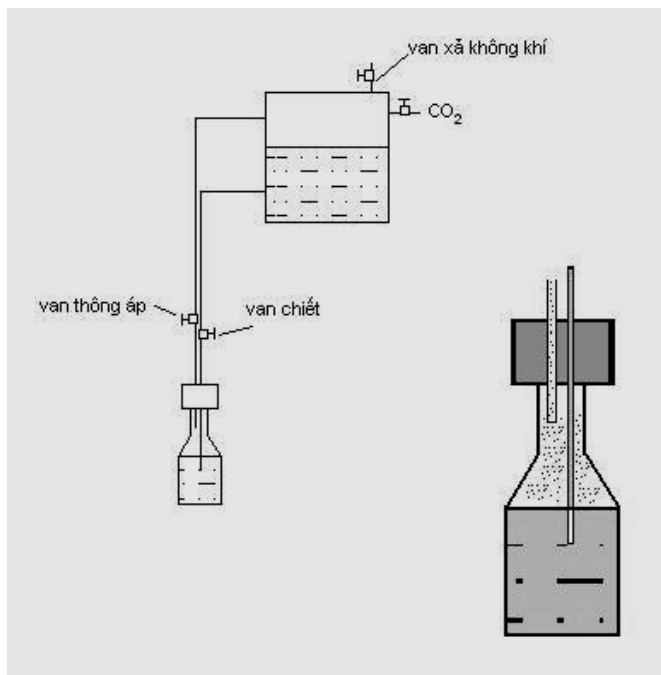 van xả không khí
CO2
van thông áp
van chiết